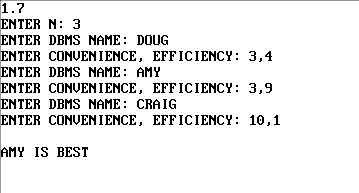 1.7
ENTER N: 3
ENTER DBMS NAME: DOUG
ENTER CONVENIENCE, EFFICIENCY: 3,4
ENTER DBMS NAME: AMY
ENTER CONVENIENCE, EFFICIENCY: 3,9
ENTER DBMS NAME: CRAIG
ENTER CONVENIENCE, EFFICIENCY: 10,1
AMY IS BEST